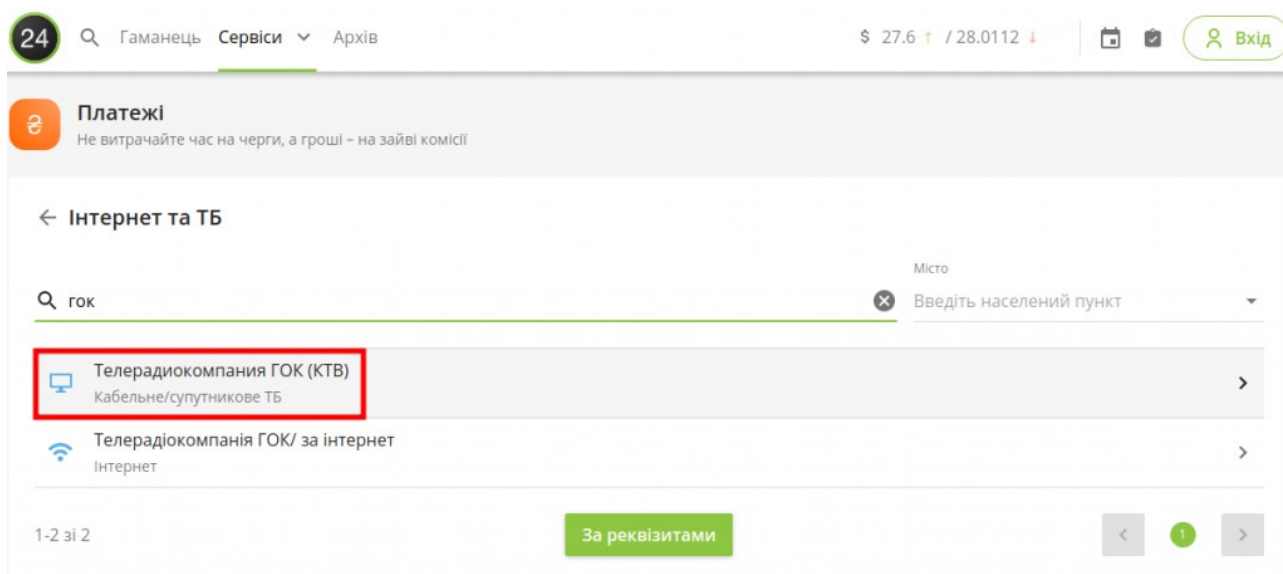 24 Гаманець Сервіси Архів $ 27.6 ↑ / 28.0112 ↓ Вхід
₴ Платежі
Не витрачайте час на черги, а гроші – на зайві комісії
← Інтернет та ТБ
Місто
гок Введіть населений пункт
Телерадиокомпания ГОК (КТВ)
Кабельне/супутникове ТБ
Телерадіокомпанія ГОК/ за інтернет
Інтернет
1-2 зі 2 За реквізитами < 1 >